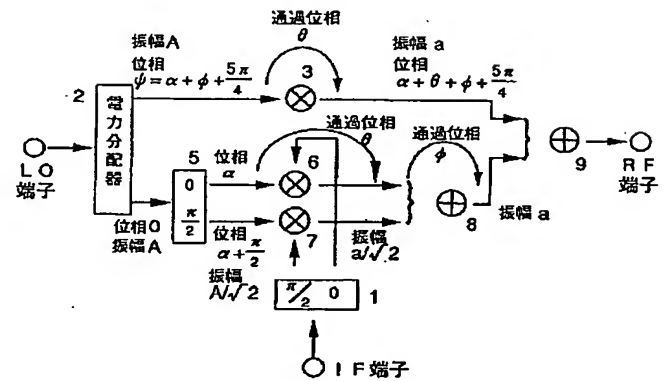 通過位相
θ
振幅A
位相
ψ=α+φ+5π/4
3
振幅 a
位相
α+θ+φ+5π/4
2
電力分配器
LO
端子
5
位相
α
0
π/2
通過位相
θ
6
通過位相
φ
9
RF
端子
位相0
振幅A
位相
α+π/2
7
8
振幅 a
振幅
A/√2
振幅
a/√2
π/2 0
1
IF端子